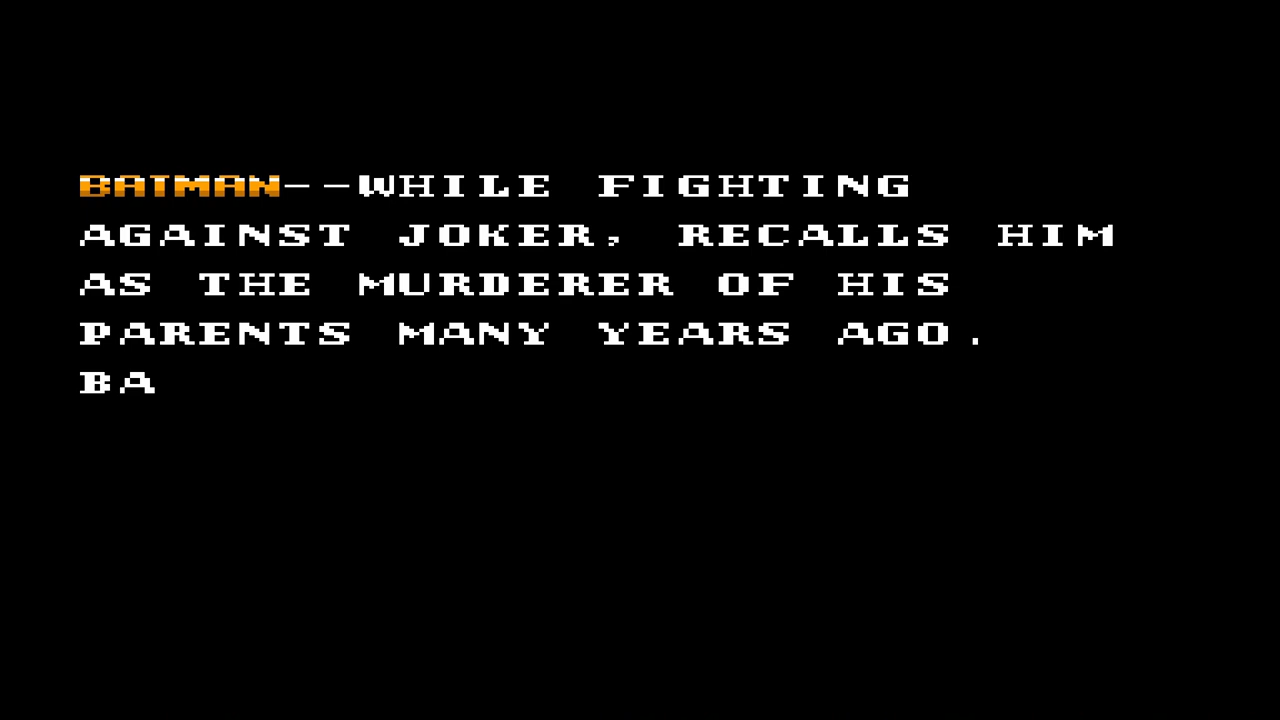 BATMAN--WHILE FIGHTING
AGAINST JOKER, RECALLS HIM
AS THE MURDERER OF HIS
PARENTS MANY YEARS AGO.
BA